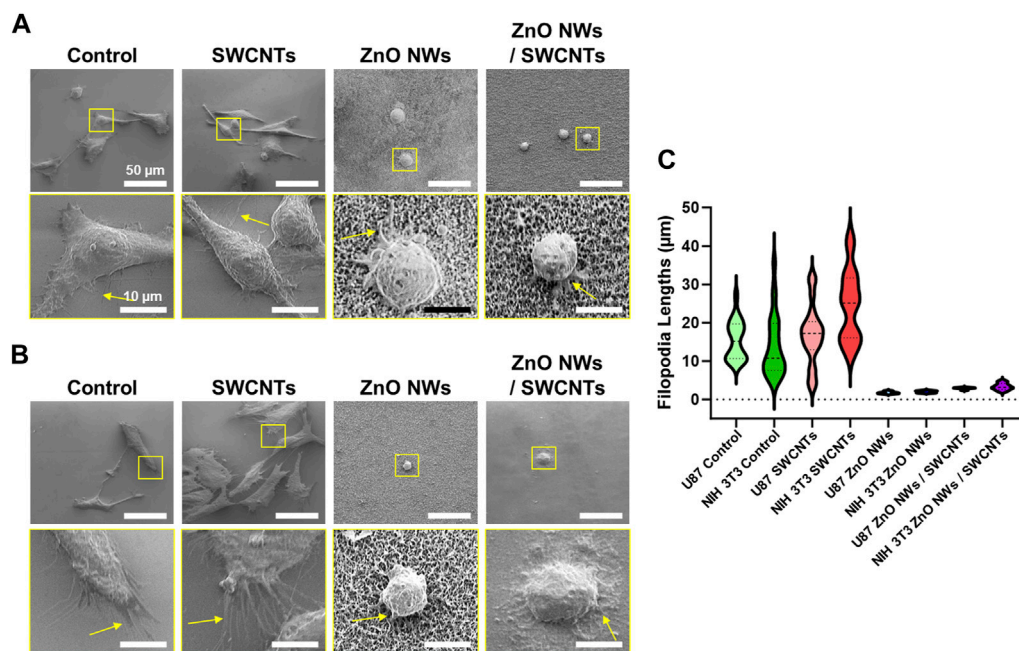 A
Control
SWCNTs
ZnO NWs
ZnO NWs
/ SWCNTs
50 µm
10 µm
B
Control
SWCNTs
ZnO NWs
ZnO NWs
/ SWCNTs
C
Filopodia Lengths (µm)
50
40
30
20
10
0
U87 Control
NIH 3T3 Control
U87 SWCNTs
NIH 3T3 SWCNTs
U87 ZnO NWs
NIH 3T3 ZnO NWs
U87 ZnO NWs / SWCNTs
NIH 3T3 ZnO NWs / SWCNTs